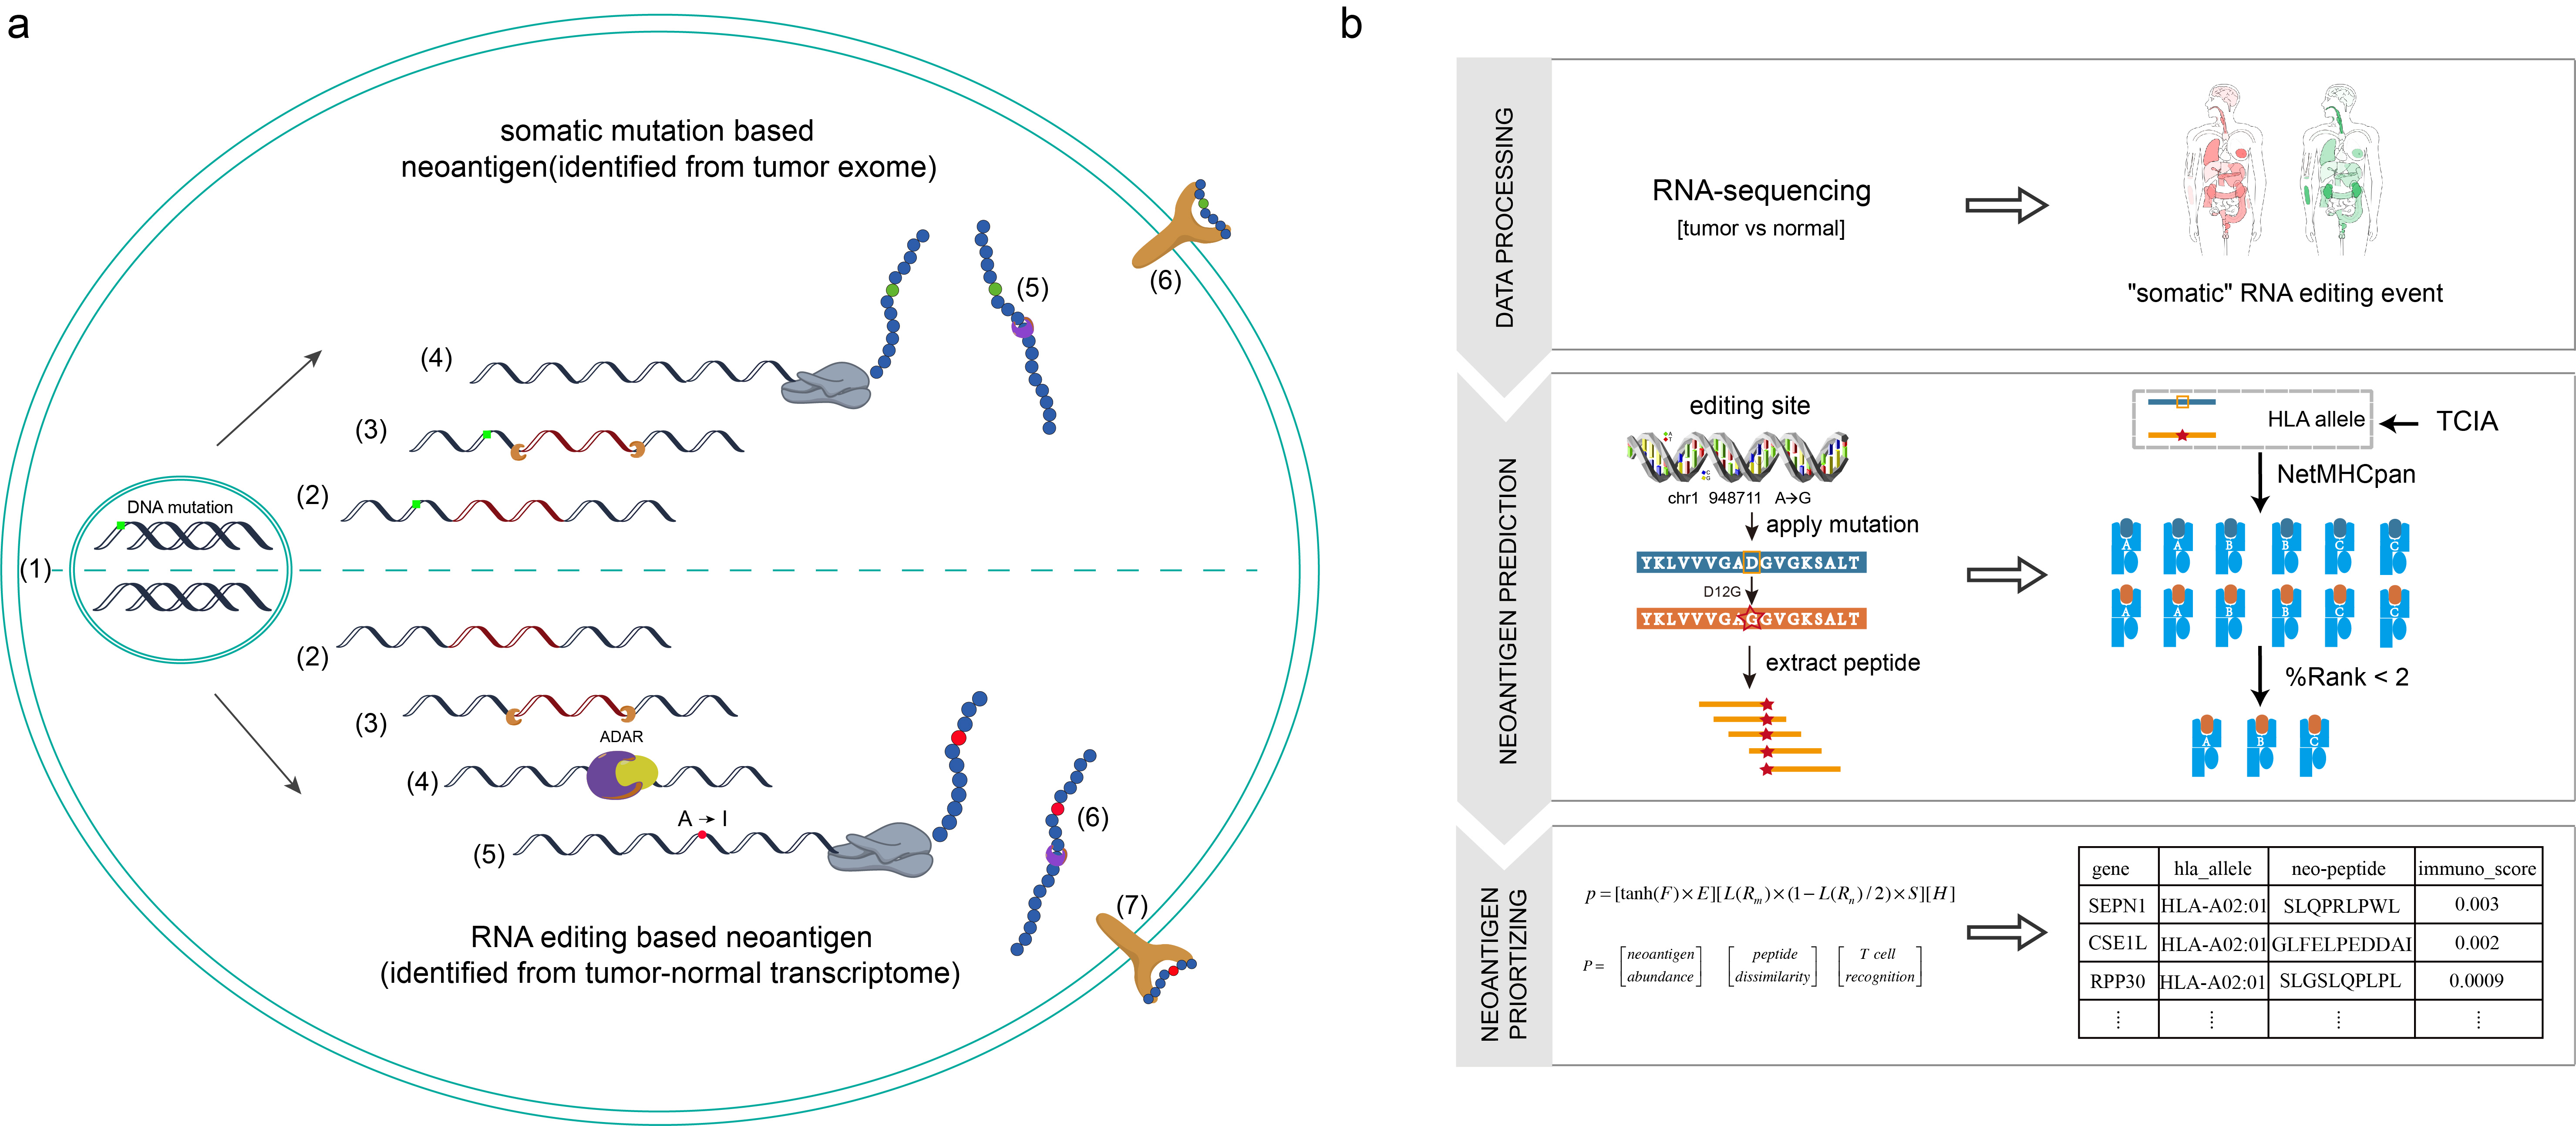 a
somatic mutation based
neoantigen(identified from tumor exome)
(5)
(6)
(4)
(3)
(2)
DNA mutation
(1)
(2)
(3)
ADAR
(4)
A → I
(5)
(6)
(7)
RNA editing based neoantigen
(identified from tumor-normal transcriptome)
b
DATA PROCESSING
RNA-sequencing
[tumor vs normal]
"somatic" RNA editing event
NEOANTIGEN PREDICTION
editing site
A
T
C
G
chr1 948711 A→G
apply mutation
YKLVVVGADGVGKSALT
D12G
YKLVVVGAGGVGKSALT
extract peptide
HLA allele
TCIA
NetMHCpan
A A B B C C
A A B B C C
%Rank < 2
A B C
NEOANTIGEN
PRIORTIZING
p = [tanh(F)×E][L(Rₘ)×(1−L(Rₙ)/2)×S][H]
P = [neoantigen abundance] [peptide dissimilarity] [T cell recognition]
gene hla_allele neo-peptide immuno_score
SEPN1 HLA-A02:01 SLQPRLPWL 0.003
CSE1L HLA-A02:01 GLFELPEDDAI 0.002
RPP30 HLA-A02:01 SLGSLQPLPL 0.0009
⋮ ⋮ ⋮ ⋮